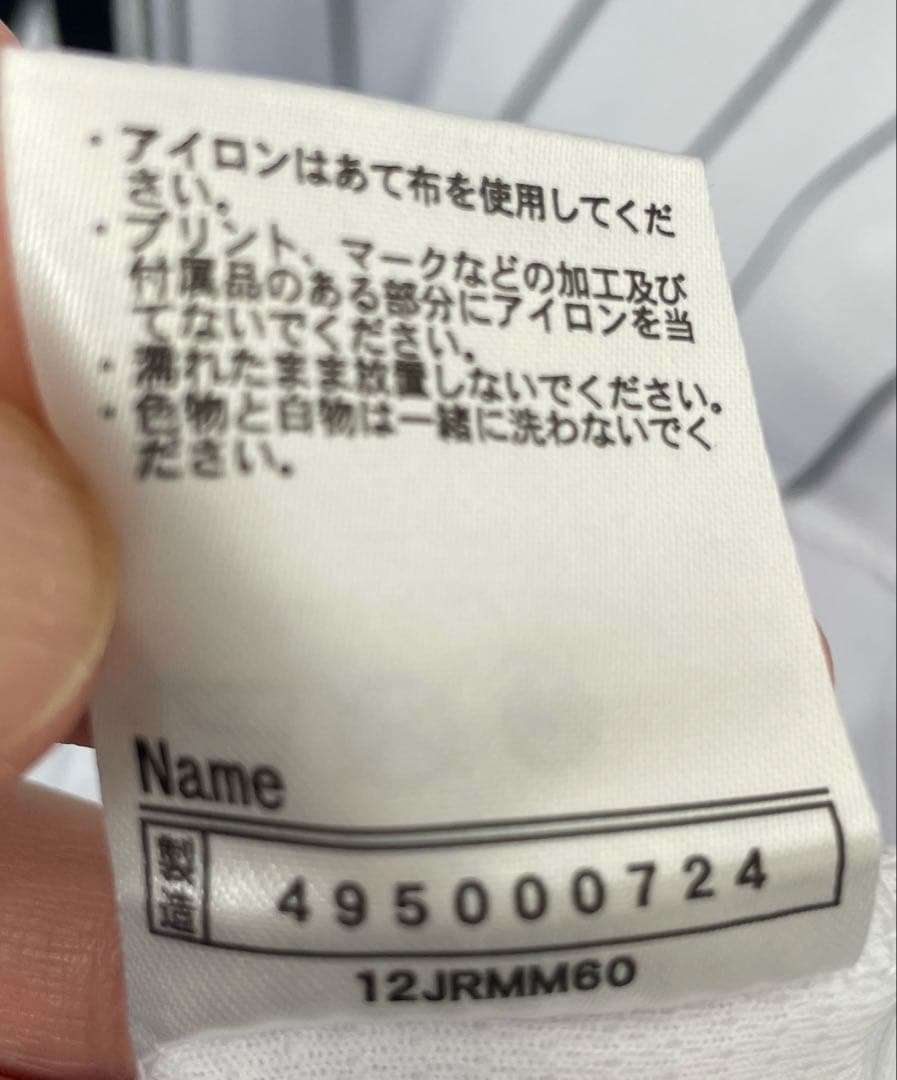 ・アイロンはあて布を使用してくだ
さい。
・プリント、マークなどの加工及び
付属品のある部分にアイロンを当
てないでください。
・濡れたまま放置しないでください。
・色物と白物は一緒に洗わないでく
ださい。
Name
製造 495000724
12JRMM60